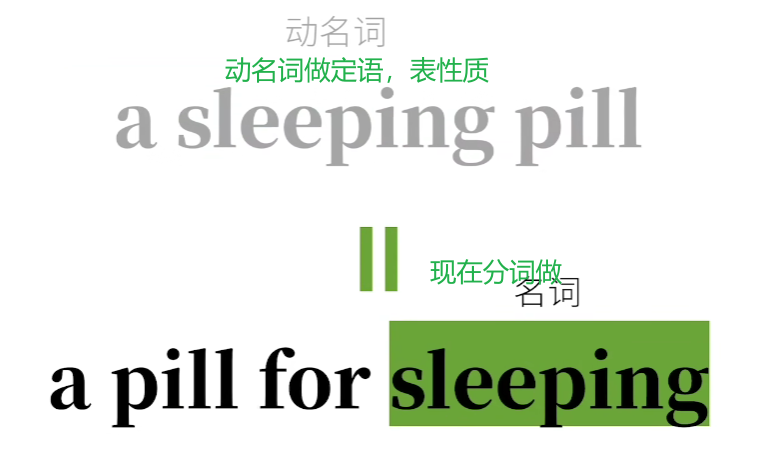 动名词
动名词做定语，表性质
a sleeping pill
现在分词做
名词
a pill for sleeping